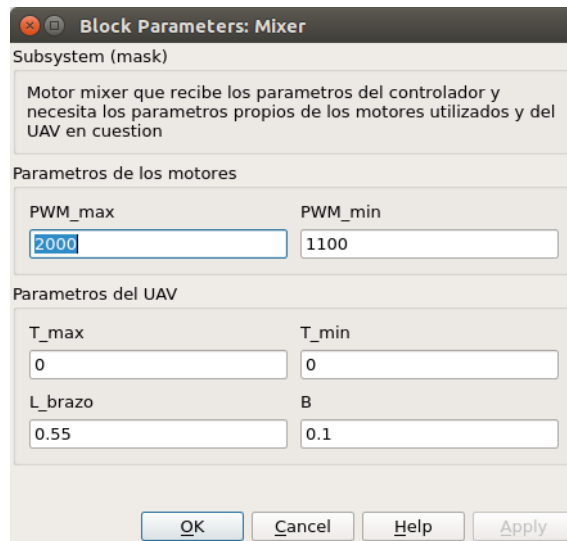 Block Parameters: Mixer
Subsystem (mask)
Motor mixer que recibe los parametros del controlador y
necesita los parametros propios de los motores utilizados y del
UAV en cuestion
Parametros de los motores
PWM_max PWM_min
2000 1100
Parametros del UAV
T_max T_min
0 0
L_brazo B
0.55 0.1
OK Cancel Help Apply